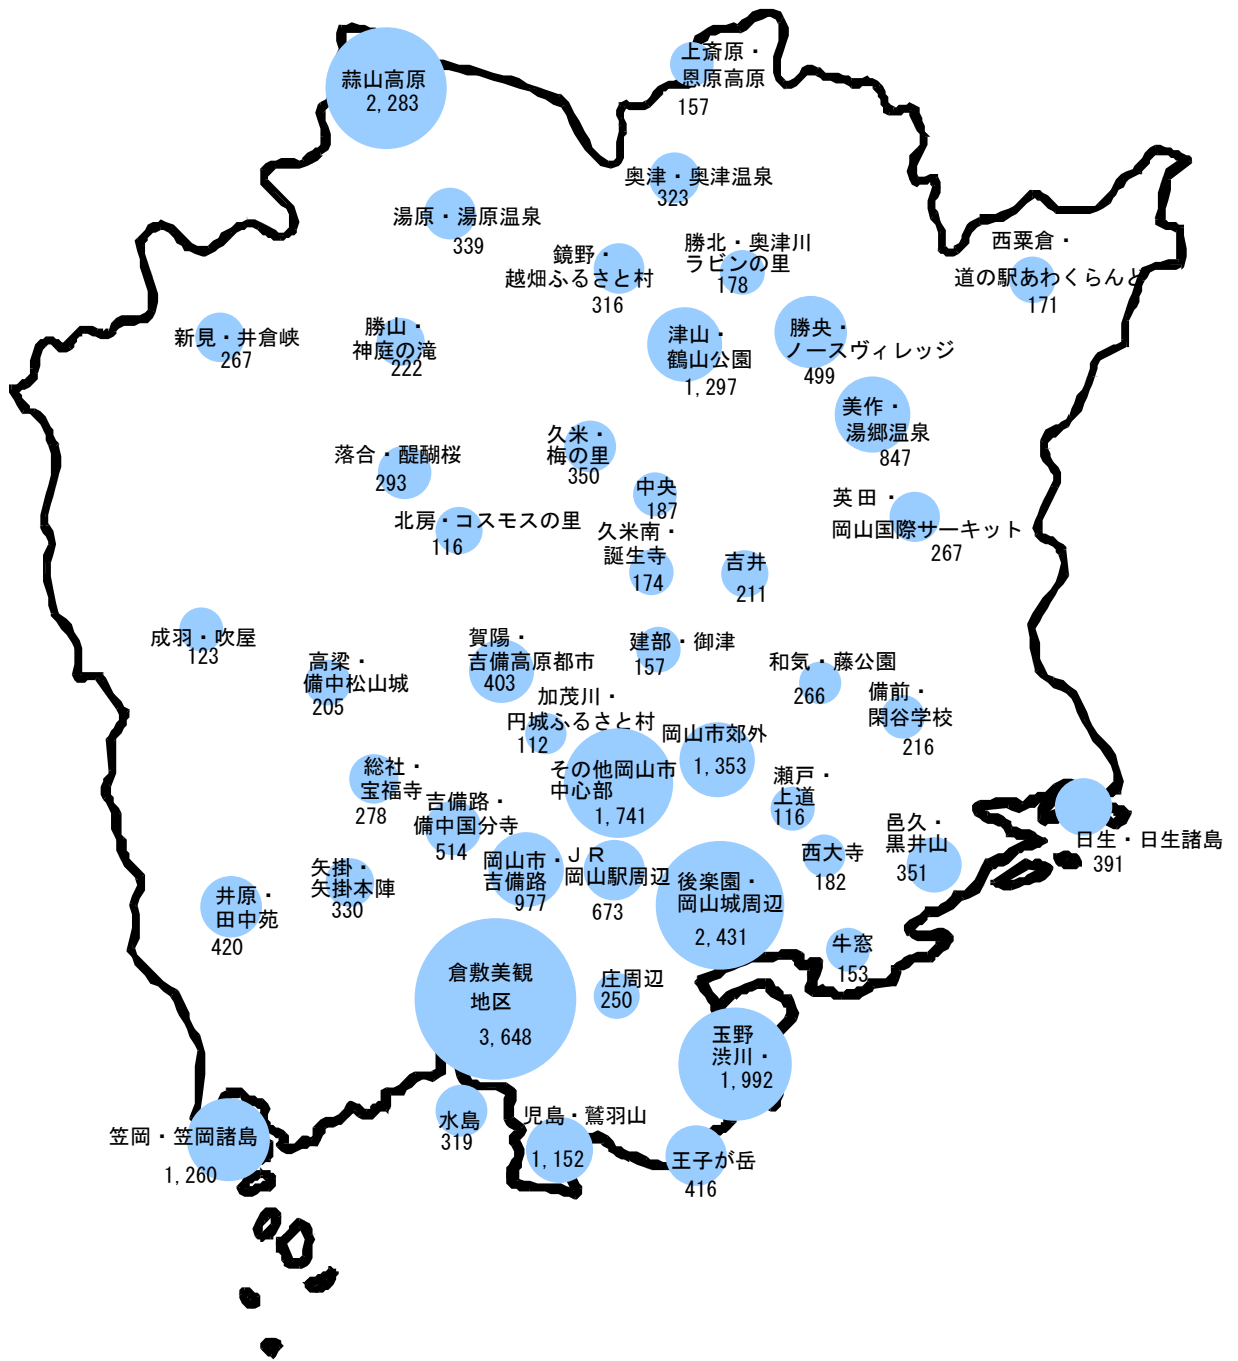 上斎原・
恩原高原
157
蒜山高原
2,283
奥津・奥津温泉
323
湯原・湯原温泉
339
鏡野・
越畑ふるさと村
316
勝北・奥津川
ラビンの里
178
西粟倉・
道の駅あわくらんど
171
新見・井倉峡
267
勝山・
神庭の滝
222
津山・
鶴山公園
1,297
勝央・
ノースヴィレッジ
499
美作・
湯郷温泉
847
落合・醍醐桜
293
久米・
梅の里
350
中央
187
英田・
岡山国際サーキット
267
北房・コスモスの里
116
久米南・
誕生寺
174
吉井
211
成羽・吹屋
123
高梁・
備中松山城
205
賀陽・
吉備高原都市
403
建部・御津
157
和気・藤公園
266
備前・
閑谷学校
216
加茂川・
円城ふるさと村
112
岡山市郊外
1,353
総社・
宝福寺
278
その他岡山市
中心部
1,741
瀬戸・
上道
116
吉備路・
備中国分寺
514
邑久・
黒井山
351
日生・日生諸島
391
矢掛・
矢掛本陣
330
岡山市・
吉備路
977
ＪＲ
岡山駅周辺
673
西大寺
182
井原・
田中苑
420
後楽園・
岡山城周辺
2,431
牛窓
153
倉敷美観
地区
3,648
庄周辺
250
玉野
渋川・
1,992
水島
319
児島・鷲羽山
1,152
笠岡・笠岡諸島
1,260
王子が岳
416